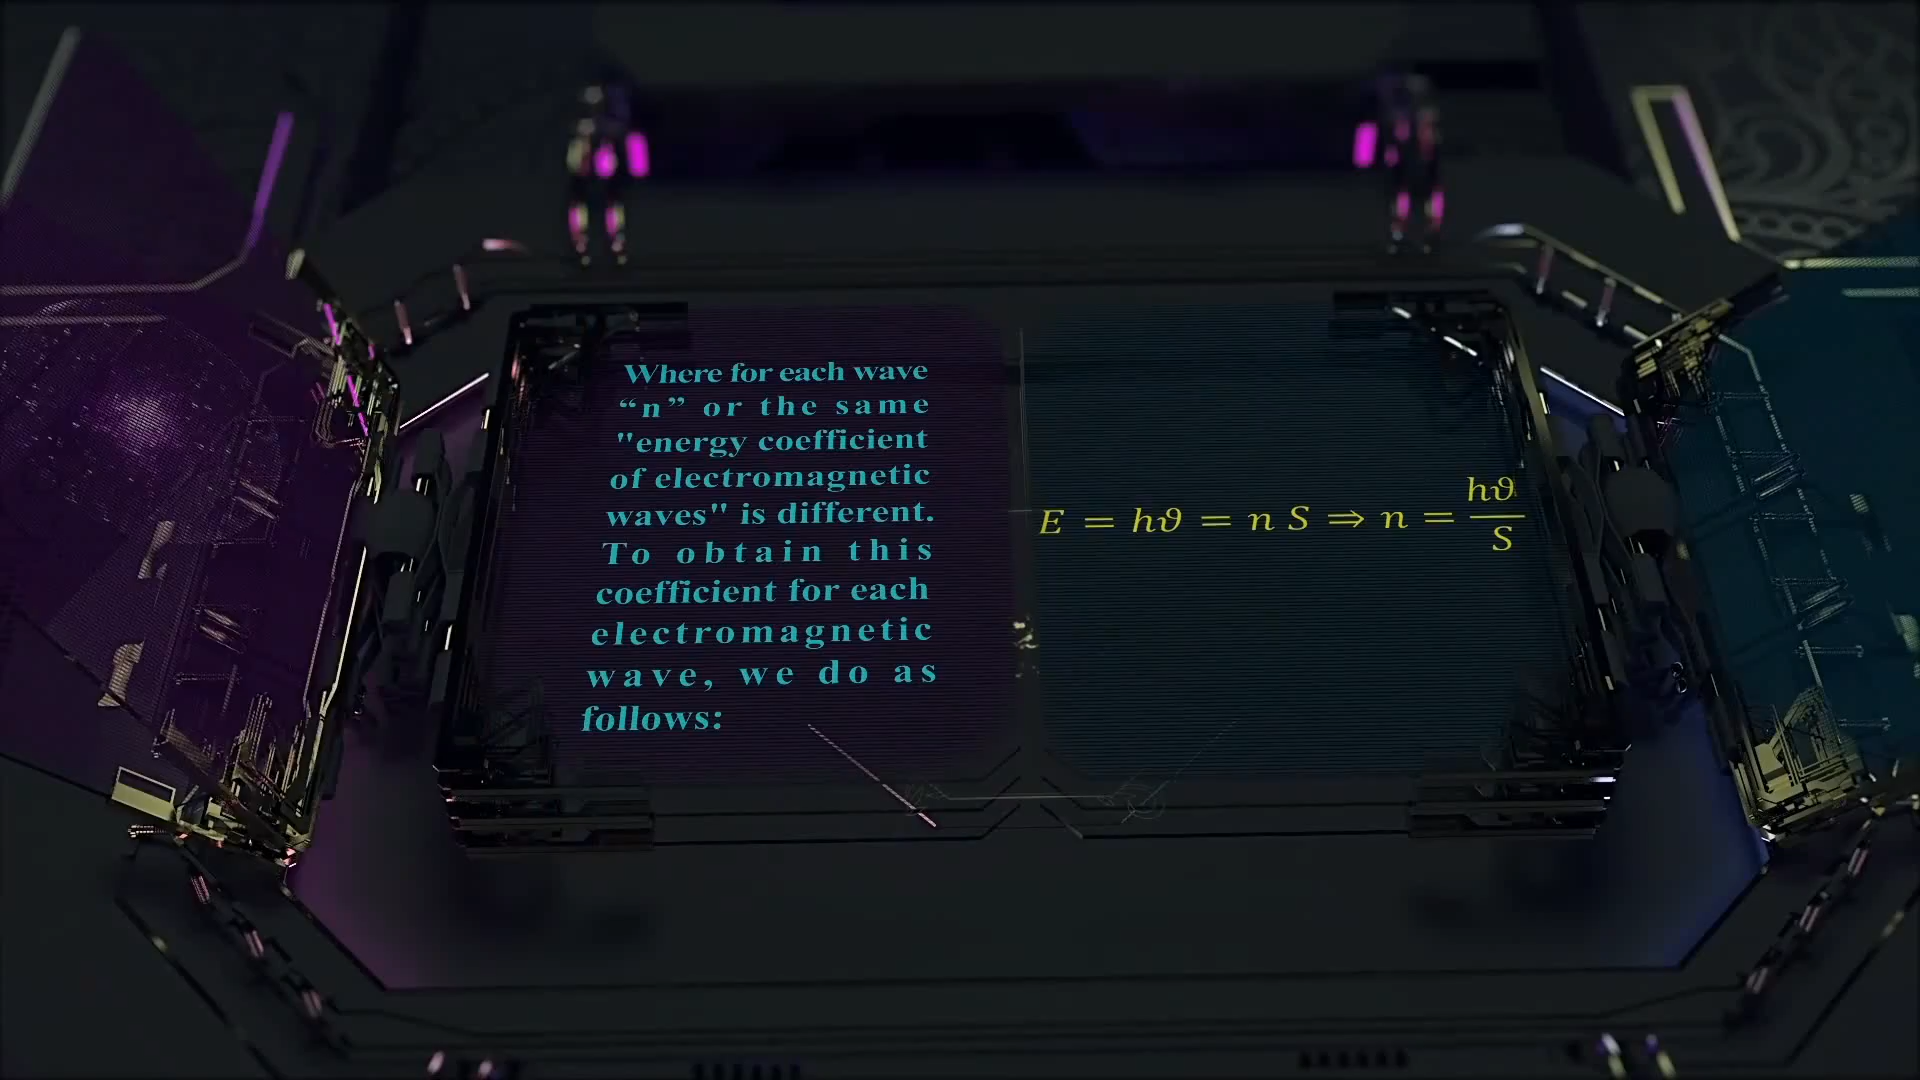 Where for each wave
“n” or the same
"energy coefficient
of electromagnetic
waves" is different.
To obtain this
coefficient for each
electromagnetic
wave, we do as
follows:
E = hϑ = n S ⇒ n = hϑ/S